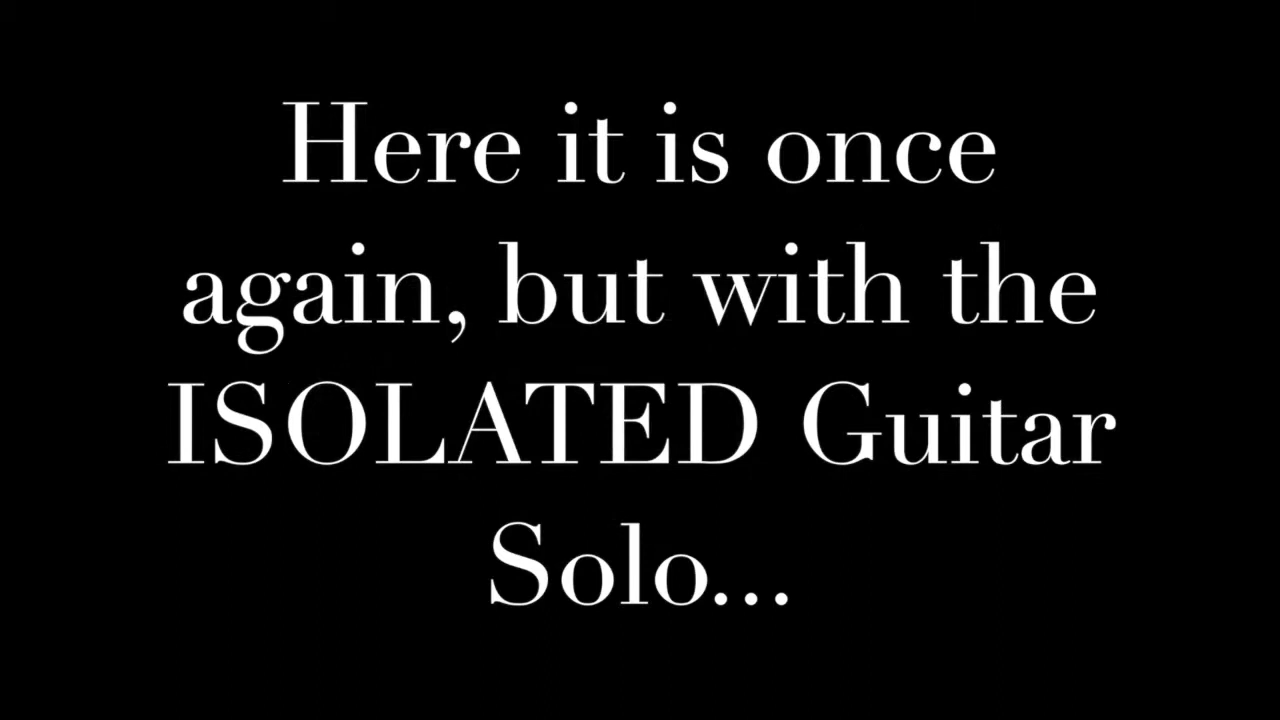 Here it is once
again, but with the
ISOLATED Guitar
Solo...